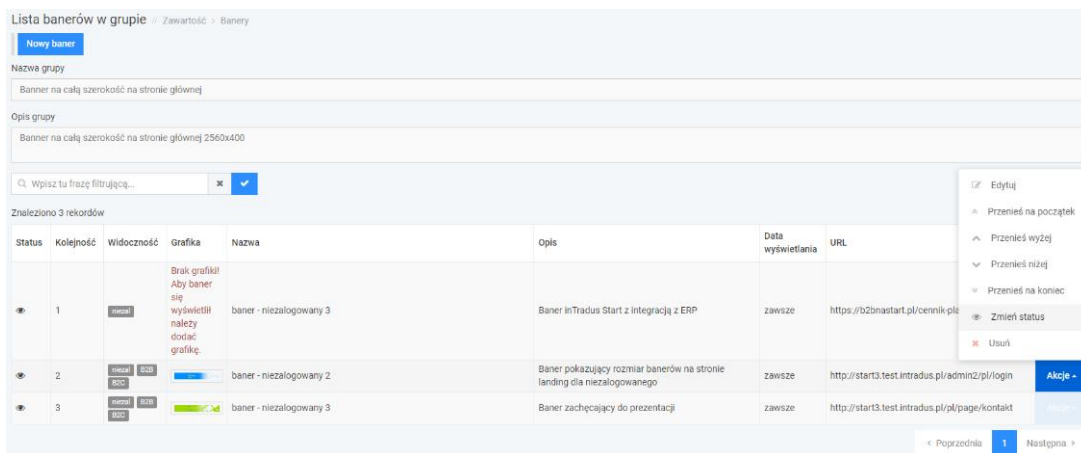 Lista banerów w grupie // Zawartość > Banery
Nowy baner
Nazwa grupy
Banner na całą szerokość na stronie głównej
Opis grupy
Banner na całą szerokość na stronie głównej 2560x400
Wpisz tu frazę filtrującą...
Znaleziono 3 rekordów
Edytuj
Przenieś na początek
Przenieś wyżej
Przenieś niżej
Przenieś na koniec
Zmień status
Usuń
Status Kolejność Widoczność Grafika Nazwa Opis Data wyświetlania URL
1 niezal
Brak grafiki!
Aby baner
się
wyświetlił
należy
dodać
grafikę.
baner - niezalogowany 3 Baner inTradus Start z integracją z ERP zawsze https://b2bnastart.pl/cennik-pla
2 niezal B2B
B2C
baner - niezalogowany 2
Baner pokazujący rozmiar banerów na stronie
landing dla niezalogowanego
zawsze http://start3.test.intradus.pl/admin2/pl/login Akcje
3 niezal B2B
B2C
baner - niezalogowany 3 Baner zachęcający do prezentacji zawsze http://start3.test.intradus.pl/pl/page/kontakt Akcje
< Poprzednia 1 Następna >